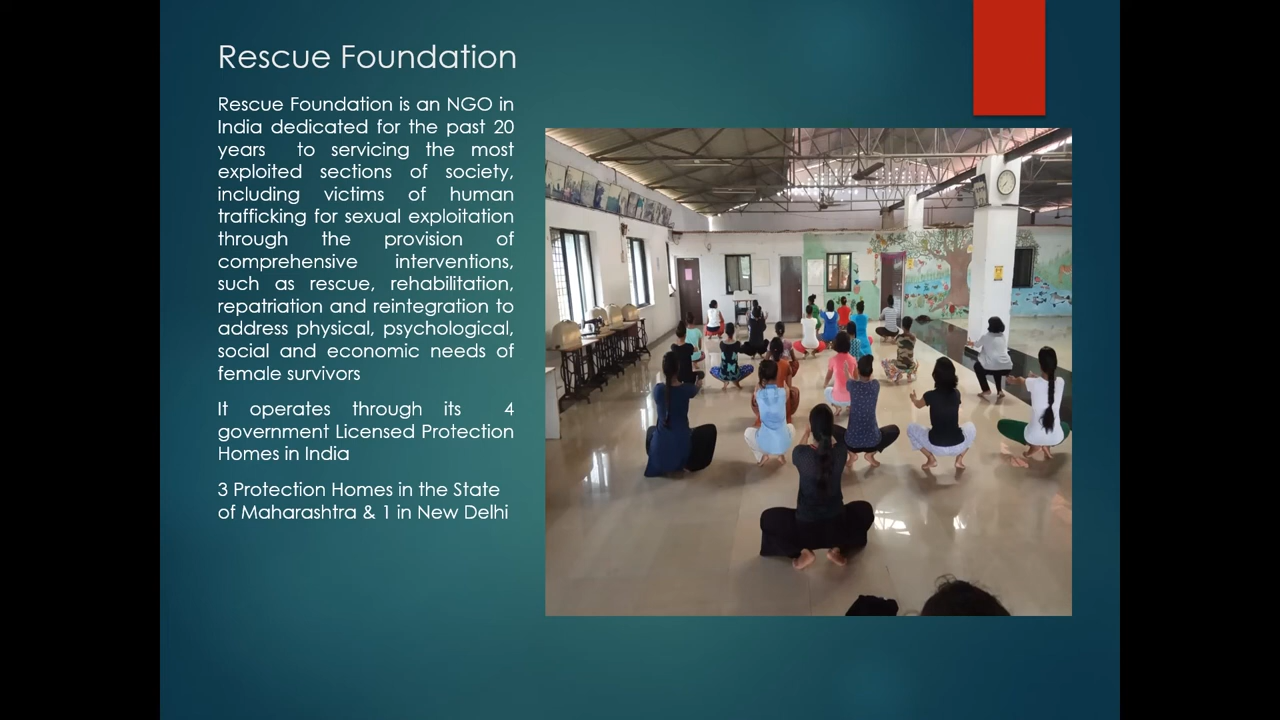 Rescue Foundation
Rescue Foundation is an NGO in
India dedicated for the past 20
years to servicing the most
exploited sections of society,
including victims of human
trafficking for sexual exploitation
through the provision of
comprehensive interventions,
such as rescue, rehabilitation,
repatriation and reintegration to
address physical, psychological,
social and economic needs of
female survivors
It operates through its 4
government Licensed Protection
Homes in India
3 Protection Homes in the State
of Maharashtra & 1 in New Delhi